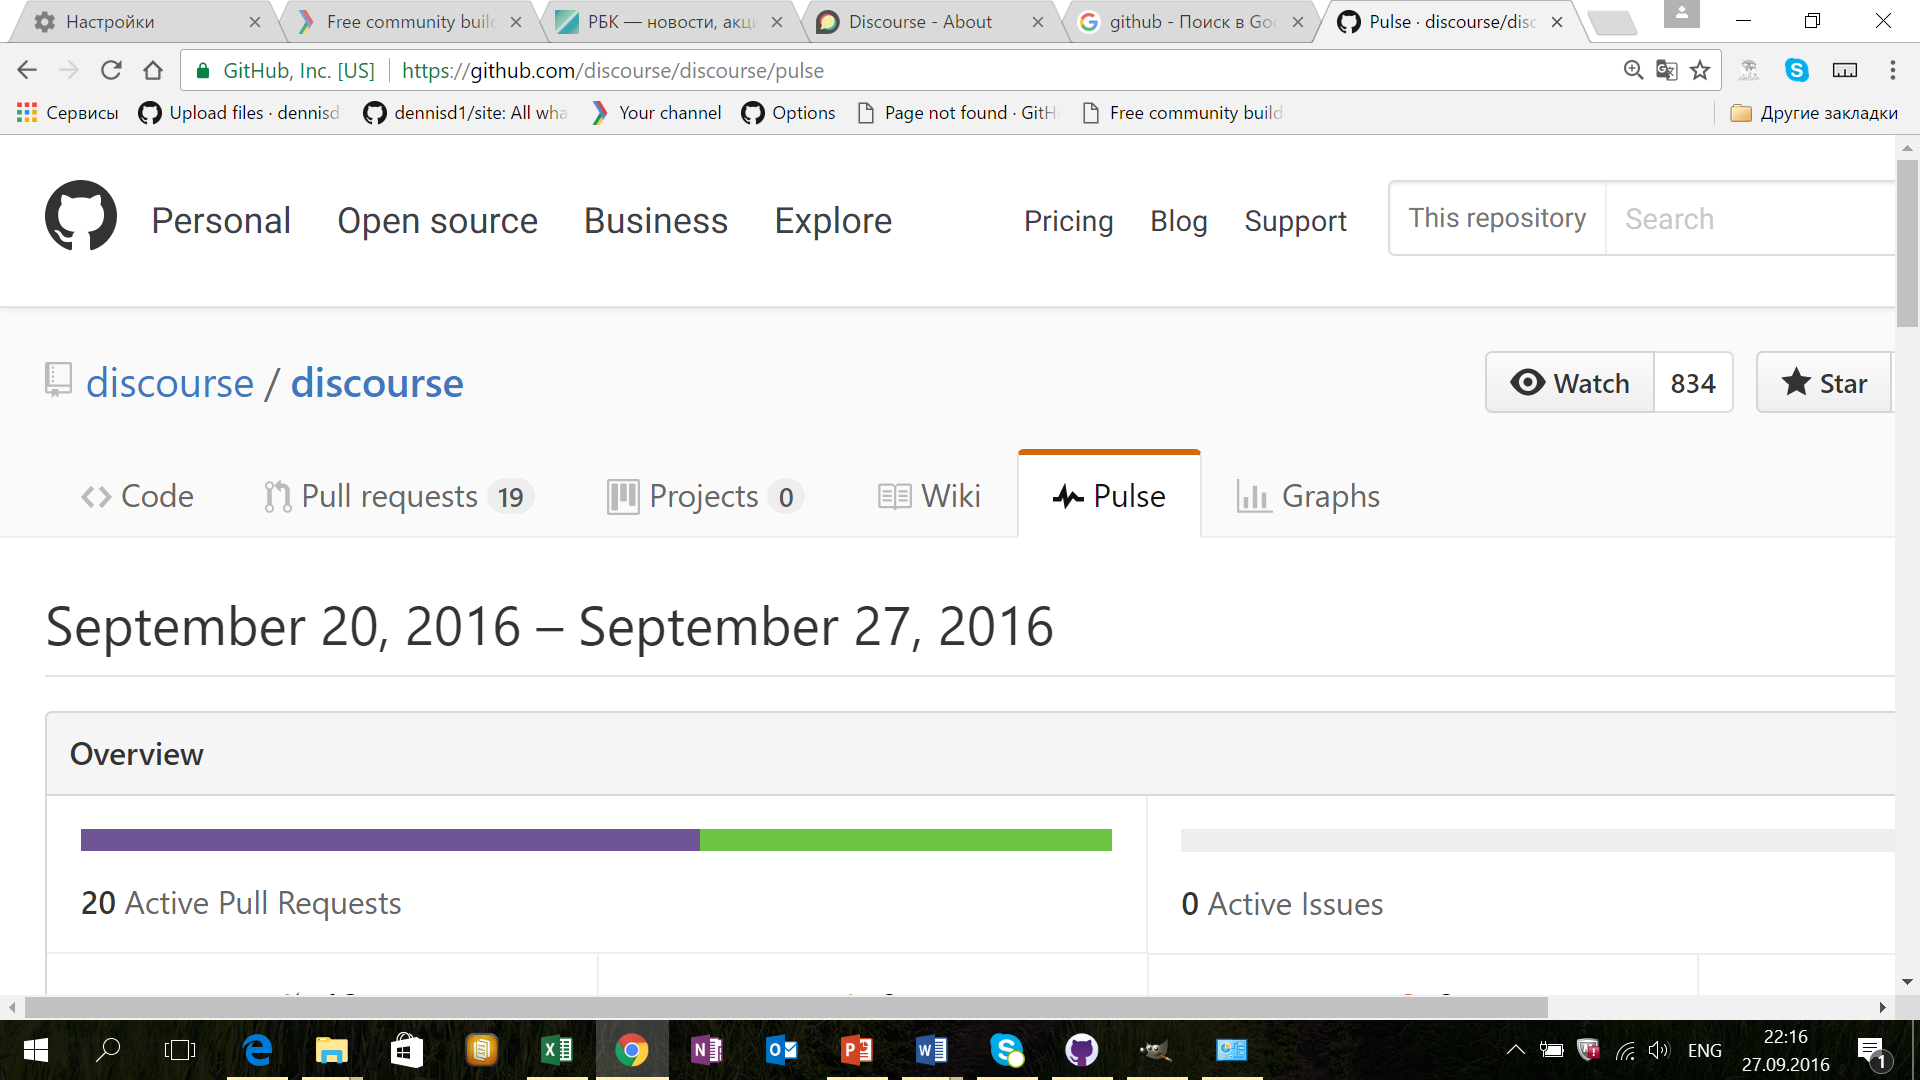 Настройки
Free community build
РБК — новости, акци
Discourse - About
github - Поиск в Goo
Pulse · discourse/disc
GitHub, Inc. [US]
https://github.com/discourse/discourse/pulse
Сервисы
Upload files · dennisd
dennisd1/site: All wha
Your channel
Options
Page not found · GitH
Free community build
Другие закладки
Personal
Open source
Business
Explore
Pricing
Blog
Support
This repository
Search
discourse / discourse
Watch
834
Star
Code
Pull requests 19
Projects 0
Wiki
Pulse
Graphs
September 20, 2016 – September 27, 2016
Overview
20 Active Pull Requests
0 Active Issues
ENG
22:16
27.09.2016
1